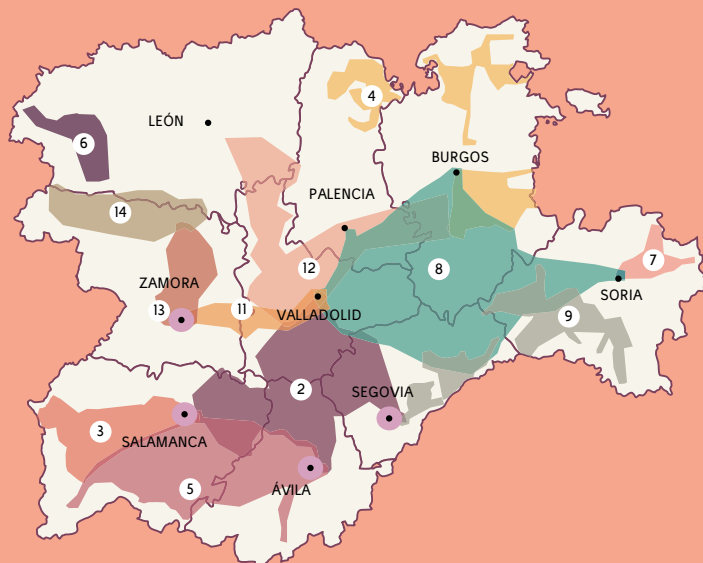 4
LEÓN
6
BURGOS
PALENCIA
14
12
8
7
ZAMORA
SORIA
13
11
VALLADOLID
9
2
SEGOVIA
3
SALAMANCA
5
ÁVILA